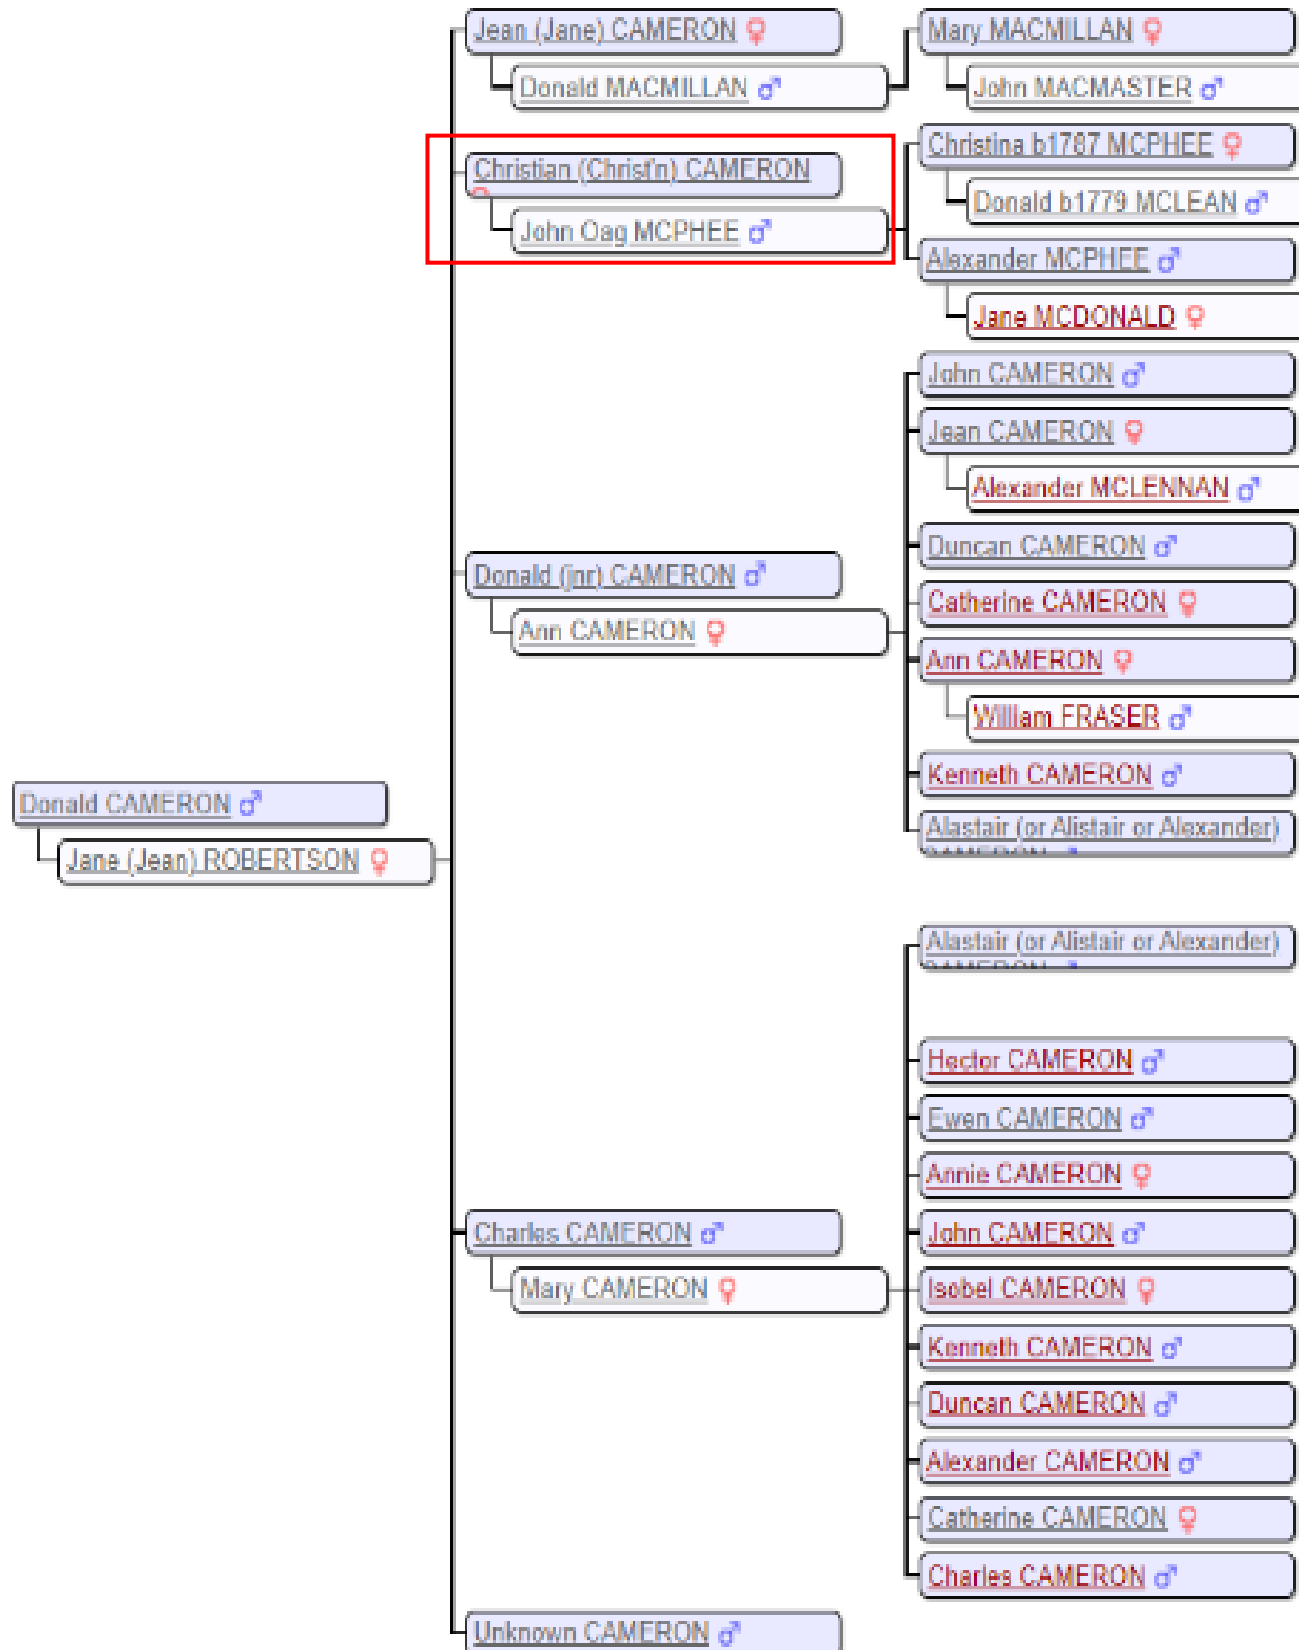 Jean (Jane) CAMERON ♀
Donald MACMILLAN ♂
Mary MACMILLAN ♀
John MACMASTER ♂
Christian (Christ'n) CAMERON
John Oag MCPHEE ♂
Christina b1787 MCPHEE ♀
Donald b1779 MCLEAN ♂
Alexander MCPHEE ♂
Jane MCDONALD ♀
Donald (jnr) CAMERON ♂
Ann CAMERON ♀
John CAMERON ♂
Jean CAMERON ♀
Alexander MCLENNAN ♂
Duncan CAMERON ♂
Catherine CAMERON ♀
Ann CAMERON ♀
William FRASER ♂
Kenneth CAMERON ♂
Alastair (or Alistair or Alexander)
CAMERON ♂
Donald CAMERON ♂
Jane (Jean) ROBERTSON ♀
Charles CAMERON ♂
Mary CAMERON ♀
Alastair (or Alistair or Alexander)
CAMERON ♂
Hector CAMERON ♂
Ewen CAMERON ♂
Annie CAMERON ♀
John CAMERON ♂
Isobel CAMERON ♀
Kenneth CAMERON ♂
Duncan CAMERON ♂
Alexander CAMERON ♂
Catherine CAMERON ♀
Charles CAMERON ♂
Unknown CAMERON ♂